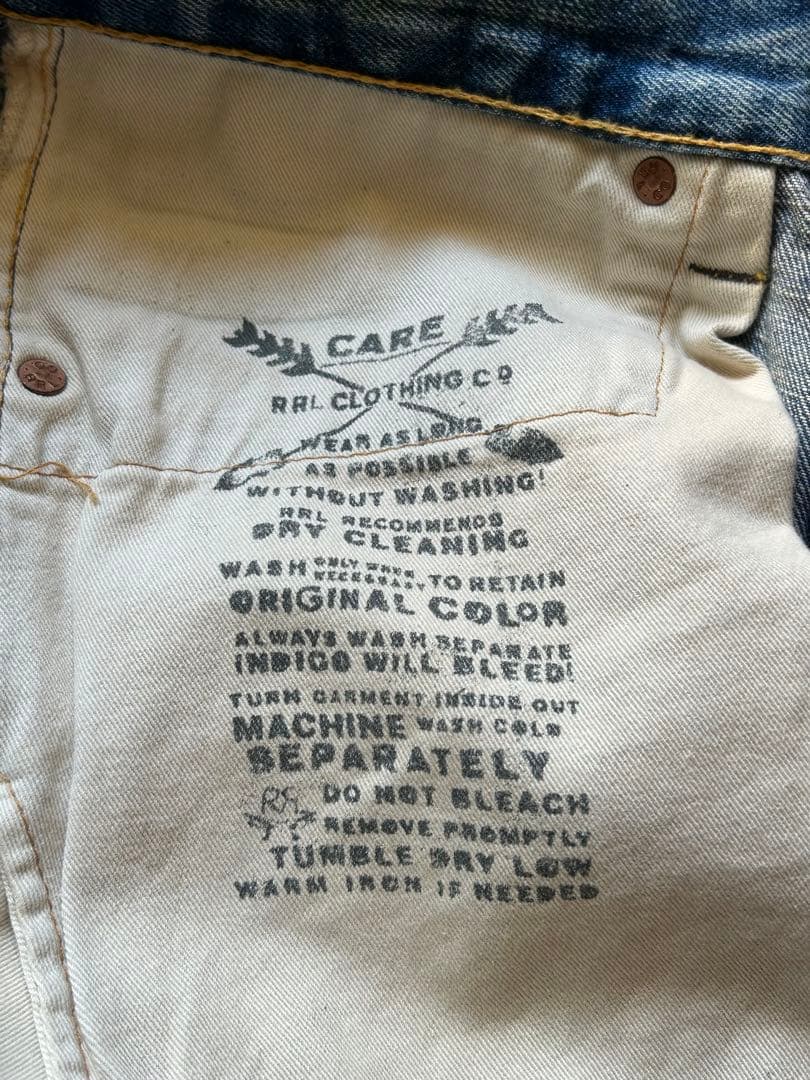 CARE
RRL CLOTHING CO
WEAR AS LONG
AS POSSIBLE
WITHOUT WASHING!
RRL RECOMMENDS
DRY CLEANING
WASH ONLY WHEN NECESSARY TO RETAIN
ORIGINAL COLOR
ALWAYS WASH SEPARATE
INDIGO WILL BLEED!
TURN GARMENT INSIDE OUT
MACHINE WASH COLD
SEPARATELY
RRL DO NOT BLEACH
REMOVE PROMPTLY
TUMBLE DRY LOW
WARM IRON IF NEEDED